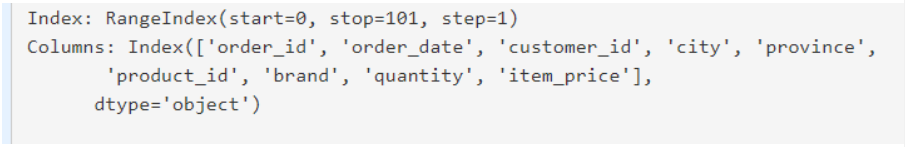 Index: RangeIndex(start=0, stop=101, step=1)
Columns: Index(['order_id', 'order_date', 'customer_id', 'city', 'province',
       'product_id', 'brand', 'quantity', 'item_price'],
      dtype='object')